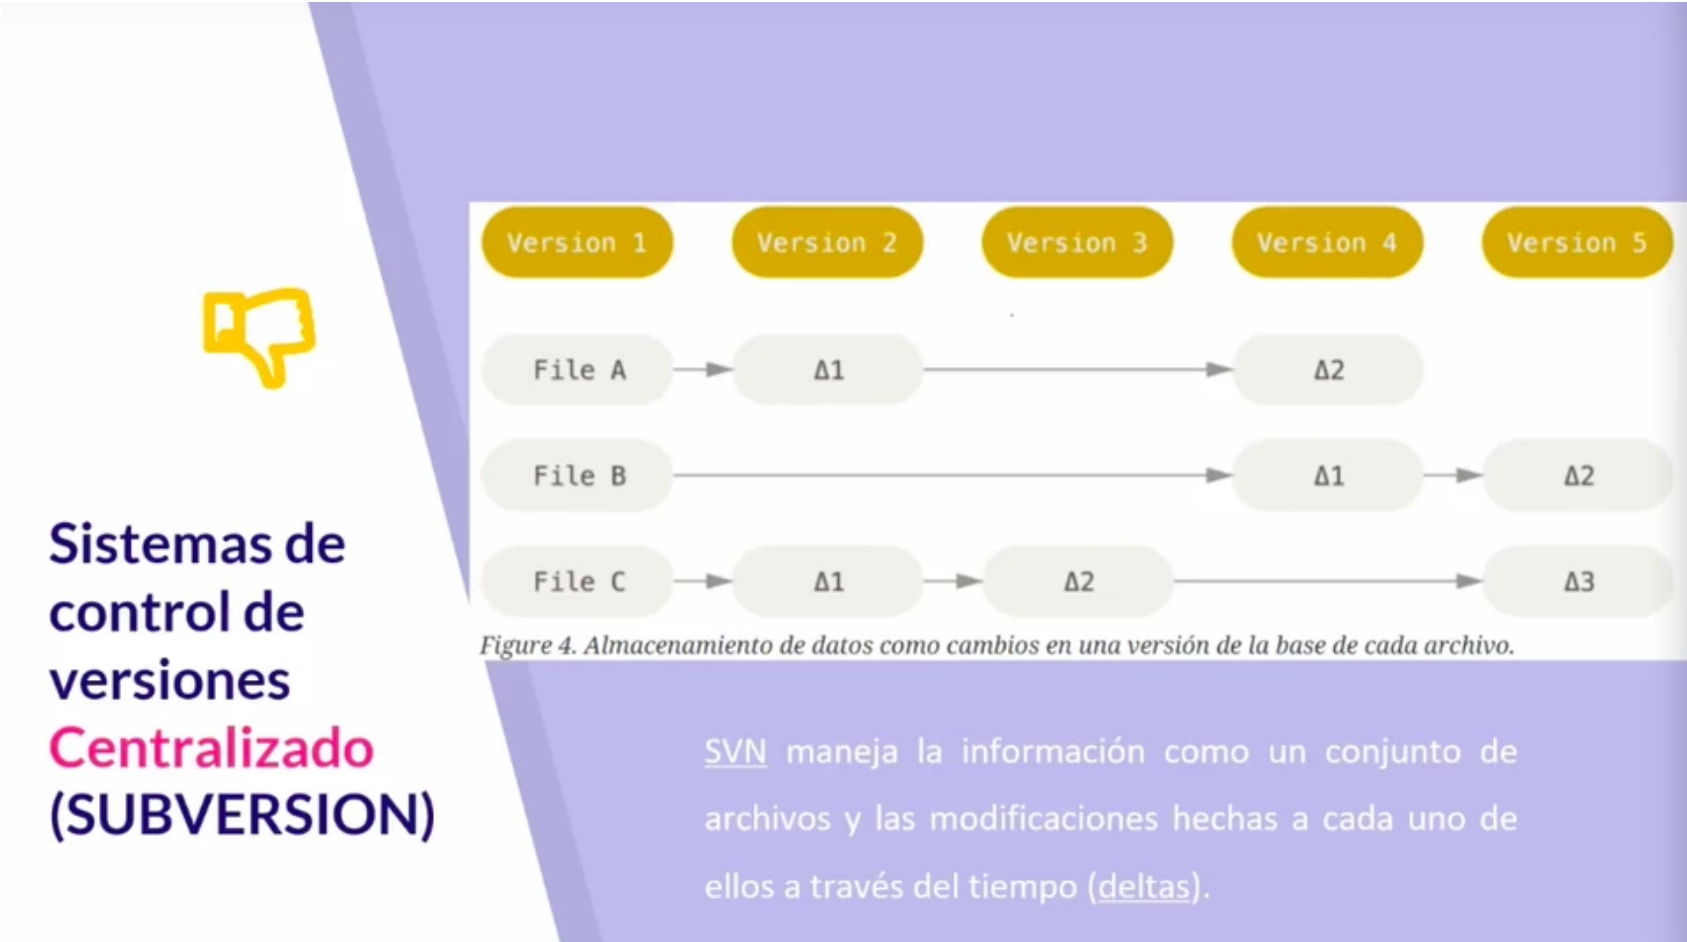 Sistemas de
control de
versiones
Centralizado
(SUBVERSION)
Version 1 Version 2 Version 3 Version 4 Version 5
File A Δ1 Δ2
File B Δ1 Δ2
File C Δ1 Δ2 Δ3
Figure 4. Almacenamiento de datos como cambios en una versión de la base de cada archivo.
SVN maneja la información como un conjunto de
archivos y las modificaciones hechas a cada uno de
ellos a través del tiempo (deltas).